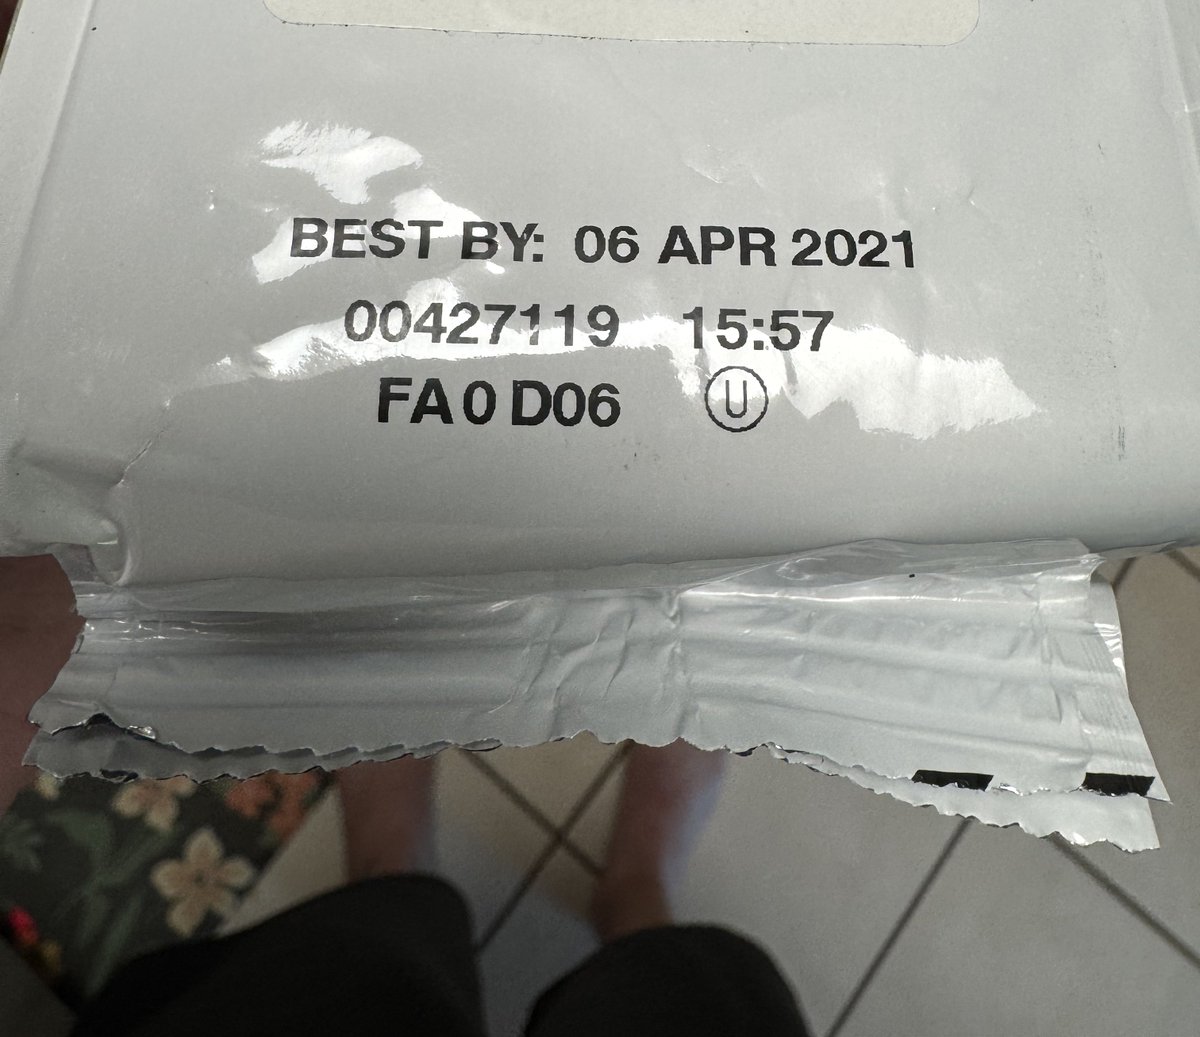 BEST BY: 06 APR 2021
00427119 15:57
FA 0 D06 Ⓤ